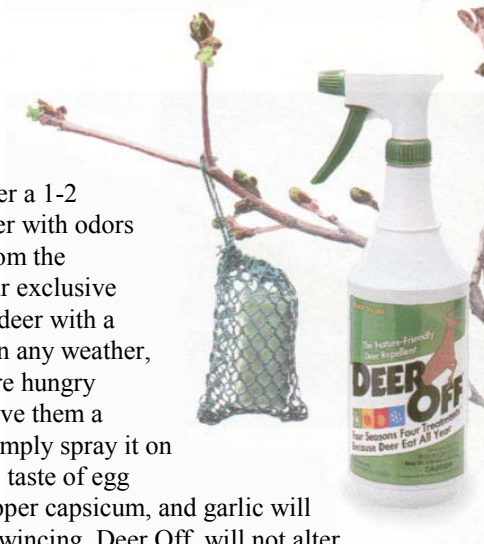 er a 1-2
er with odors
om the
r exclusive
deer with a
n any weather,
re hungry
ve them a
mply spray it on
taste of egg
pper capsicum, and garlic will
wincing. Deer Off will not alter
The Nature-Friendly
Deer Repellent
DEER
OFF
Four Seasons Four Treatments
Because Deer Eat All Year
CAUTION